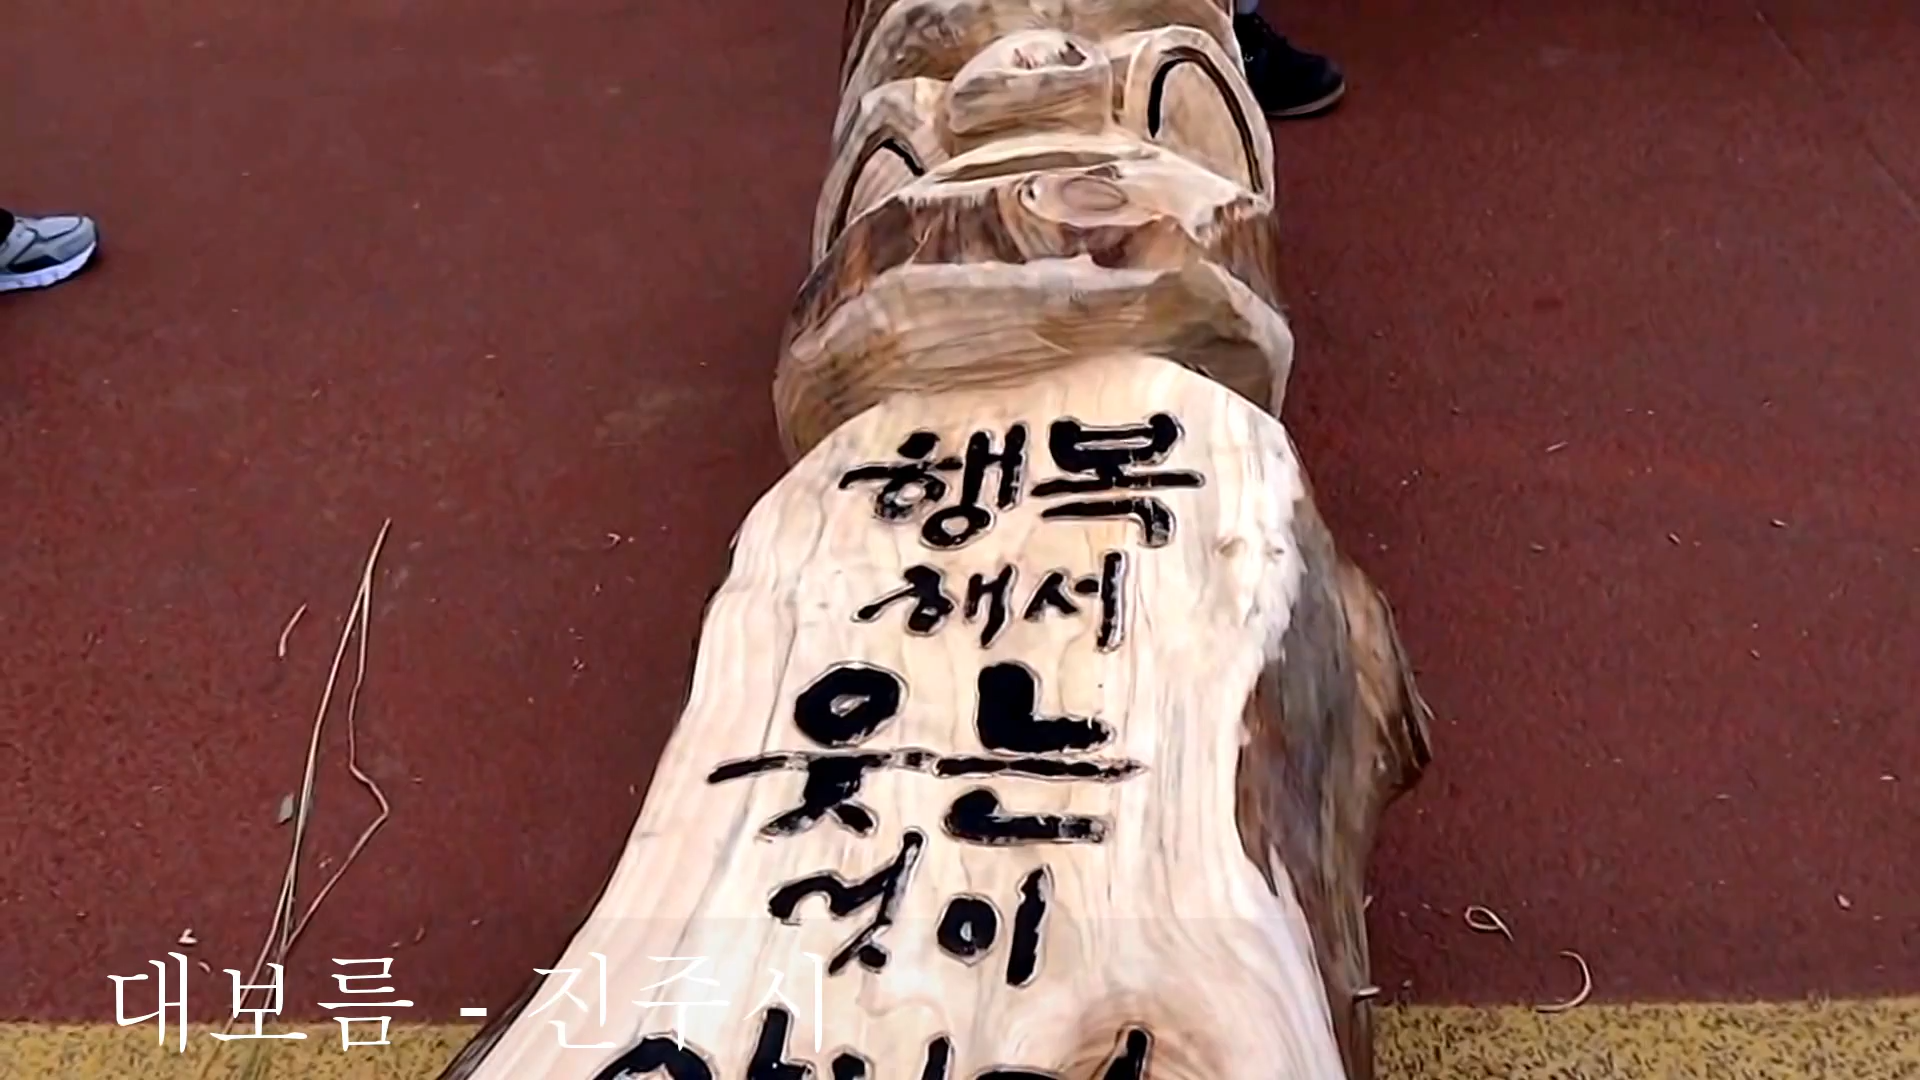 행복
해서
웃는
것이
대보름 - 진주시